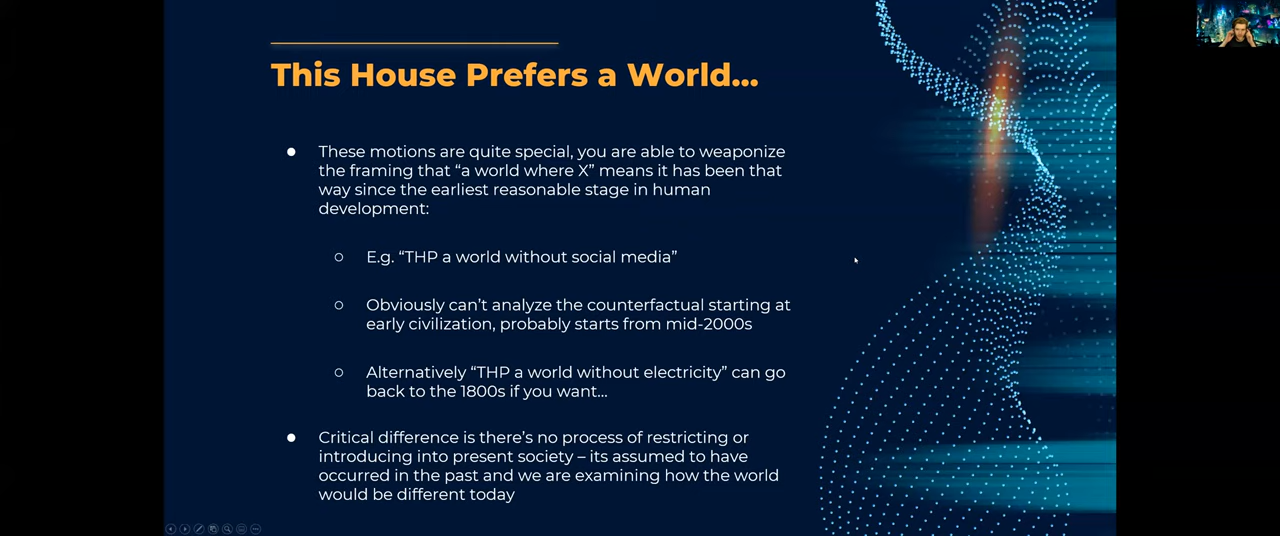 This House Prefers a World...
● These motions are quite special, you are able to weaponize
the framing that “a world where X” means it has been that
way since the earliest reasonable stage in human
development:
○ E.g. “THP a world without social media”
○ Obviously can’t analyze the counterfactual starting at
early civilization, probably starts from mid-2000s
○ Alternatively “THP a world without electricity” can go
back to the 1800s if you want...
● Critical difference is there’s no process of restricting or
introducing into present society – its assumed to have
occurred in the past and we are examining how the world
would be different today